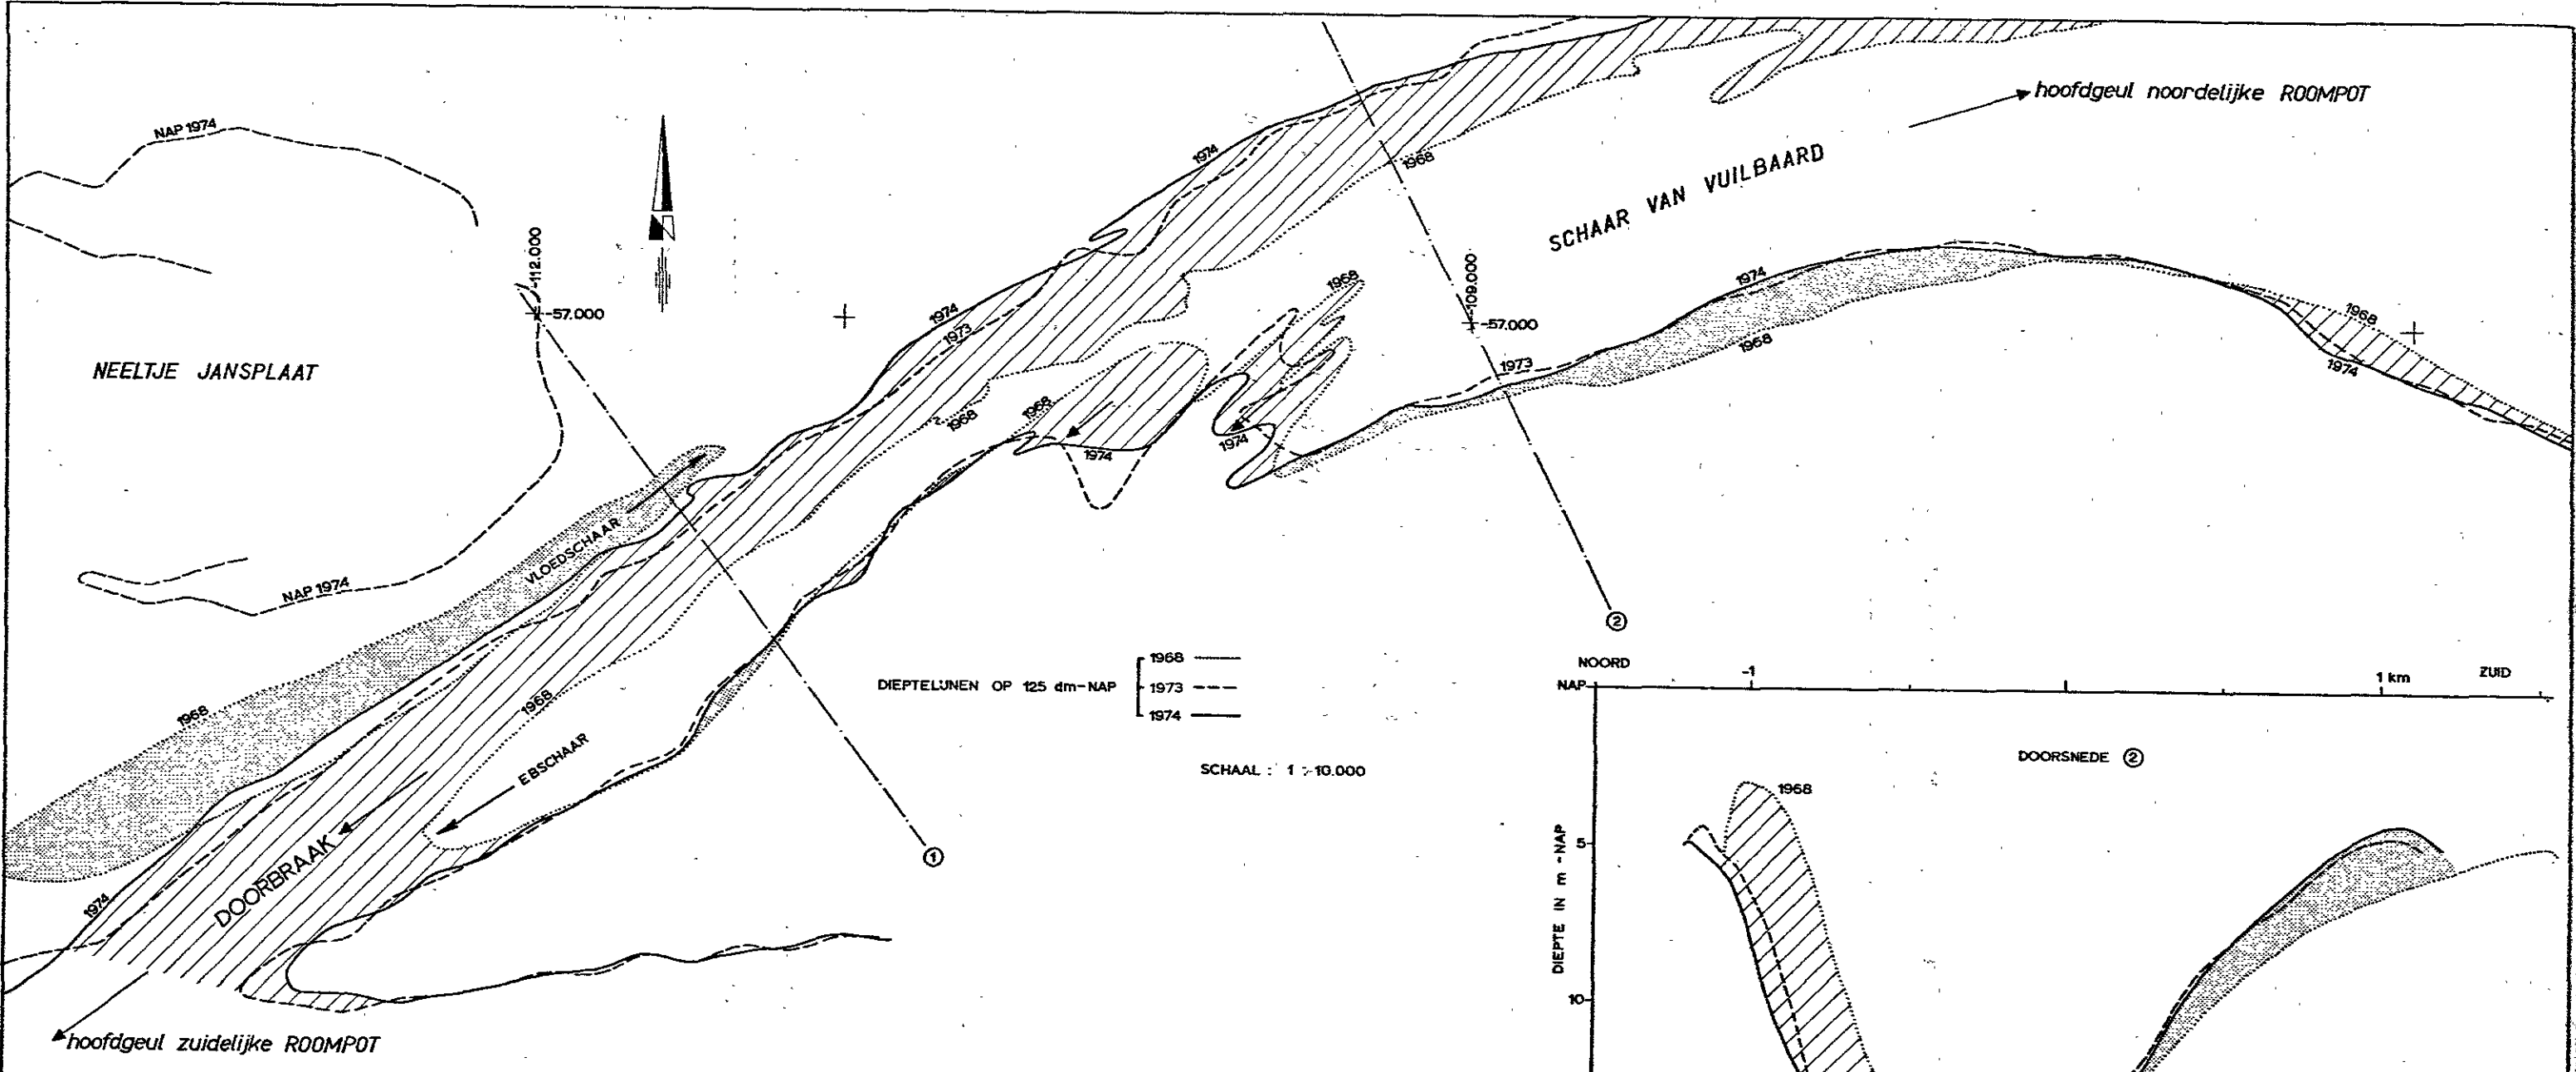 NAP 1974
hoofdgeul noordelijke ROOMPOT
1974
1968
SCHAAR VAN VUILBAARD
-112.000
-57.000
NEELTJE JANSPLAAT
1974
1973
1968
-109.000
-57.000
1974
1968
1973
1968
1974
1968
1968
1974
1974
VLOEDSCHAAR
NAP 1974
1968
1968
EBSCHAAR
DOORBRAAK
1974
hoofdgeul zuidelijke ROOMPOT
1
2
DIEPTELIJNEN OP 125 dm-NAP
1968
1973
1974
SCHAAL : 1 : 10.000
NOORD
-1
1 km
ZUID
NAP
DOORSNEDE 2
1968
DIEPTE IN m -NAP
5
10